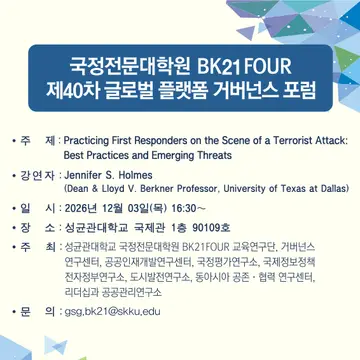 국정전문대학원 BK21 FOUR
제40차 글로벌 플랫폼 거버넌스 포럼
• 주 제 : Practicing First Responders on the Scene of a Terrorist Attack:
Best Practices and Emerging Threats
• 강 연 자 : Jennifer S. Holmes
(Dean & Lloyd V. Berkner Professor, University of Texas at Dallas)
• 일 시 : 2026년 12월 03일(목) 16:30~
• 장 소 : 성균관대학교 국제관 1층 90109호
• 주 최 : 성균관대학교 국정전문대학원 BK21FOUR 교육연구단, 거버넌스
연구센터, 공공인재개발연구센터, 국정평가연구소, 국제정보정책
전자정부연구소, 도시발전연구소, 동아시아 공존 · 협력 연구센터,
리더십과 공공관리연구소
• 문 의 : gsg,bk21@skku,edu